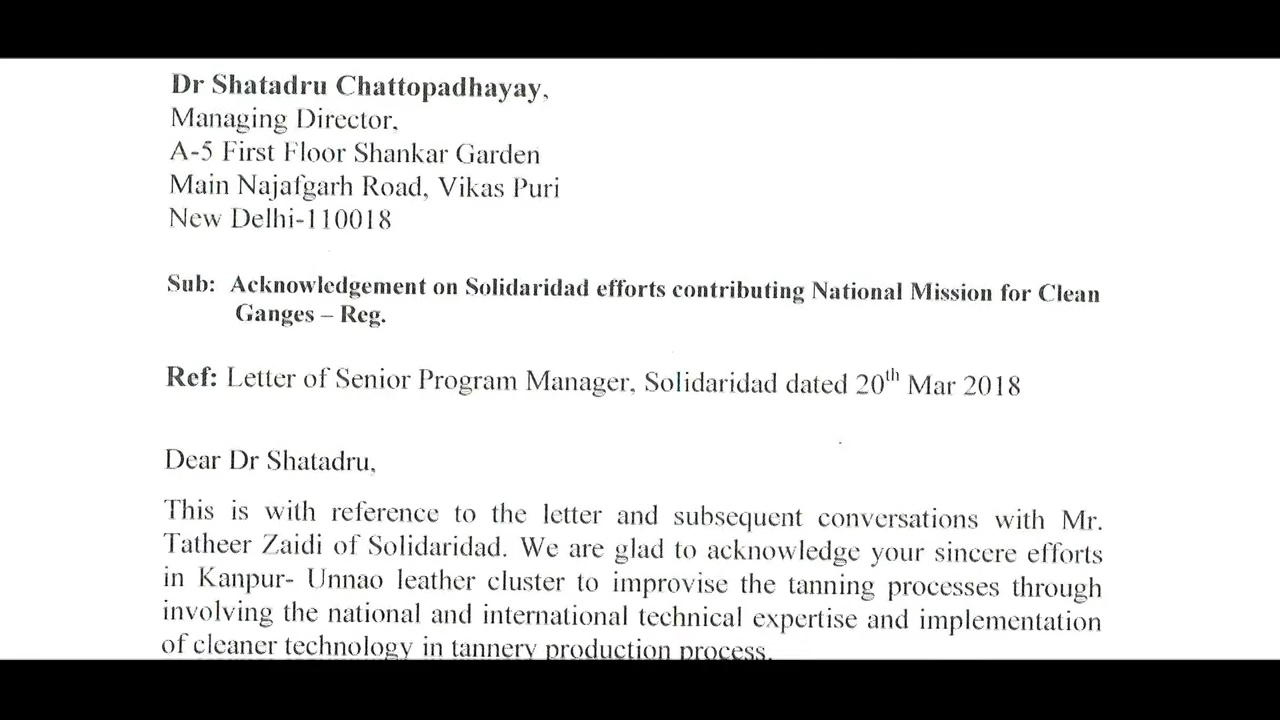 Dr Shatadru Chattopadhayay,
Managing Director,
A-5 First Floor Shankar Garden
Main Najafgarh Road, Vikas Puri
New Delhi-110018
Sub: Acknowledgement on Solidaridad efforts contributing National Mission for Clean
Ganges – Reg.
Ref: Letter of Senior Program Manager, Solidaridad dated 20th Mar 2018
Dear Dr Shatadru,
This is with reference to the letter and subsequent conversations with Mr.
Tatheer Zaidi of Solidaridad. We are glad to acknowledge your sincere efforts
in Kanpur- Unnao leather cluster to improvise the tanning processes through
involving the national and international technical expertise and implementation
of cleaner technology in tannery production process.